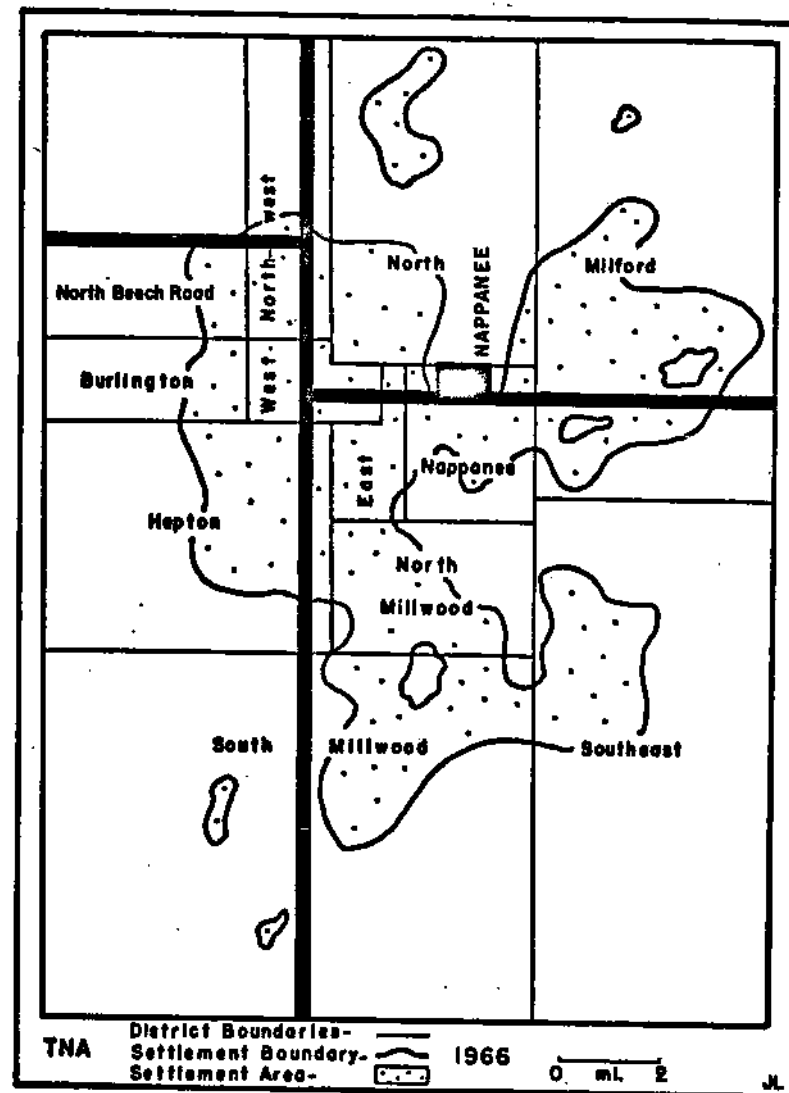 North-west
North
NAPPANEE
Milford
North Beech Road
West-
Burlington
East
Nappanee
Hepton
North
Millwood
South Millwood
Southeast
TNA
District Boundaries-
Settlement Boundary-
Settlement Area-
1966
0 mi. 2
JL